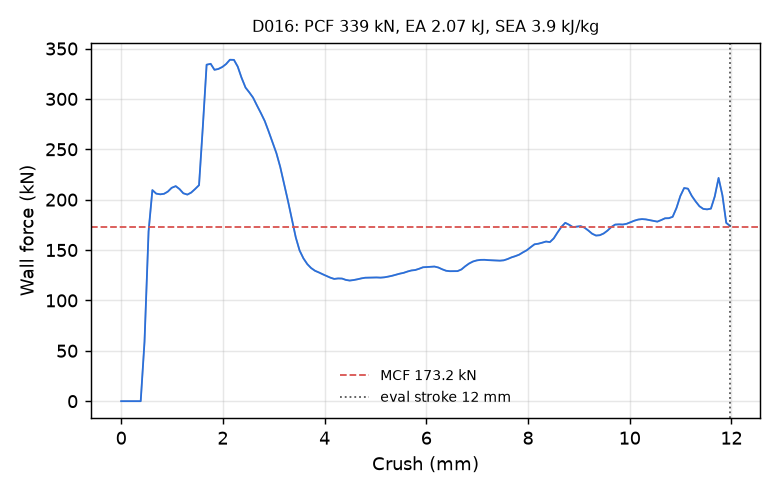 D016: PCF 339 kN, EA 2.07 kJ, SEA 3.9 kJ/kg
Wall force (kN)
350
300
250
200
150
100
50
0
MCF 173.2 kN
eval stroke 12 mm
0 2 4 6 8 10 12
Crush (mm)